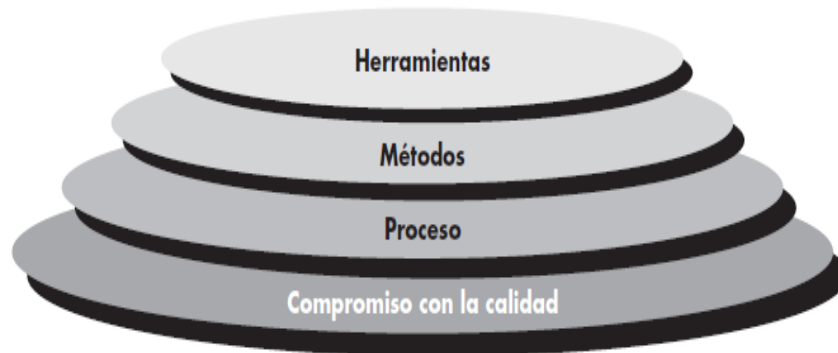 Herramientas
Métodos
Proceso
Compromiso con la calidad